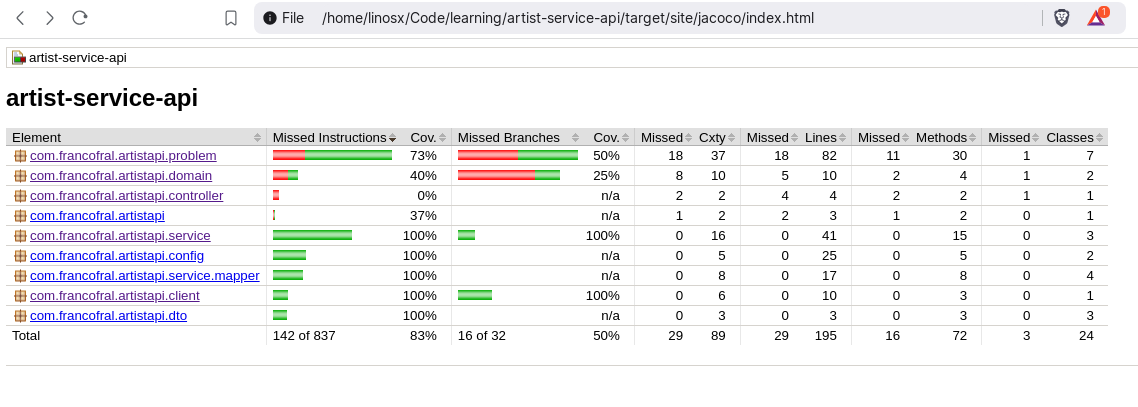 File /home/linosx/Code/learning/artist-service-api/target/site/jacoco/index.html 1
artist-service-api
artist-service-api
Element Missed Instructions Cov. Missed Branches Cov. Missed Cxty Missed Lines Missed Methods Missed Classes
com.francofral.artistapi.problem 73% 50% 18 37 18 82 11 30 1 7
com.francofral.artistapi.domain 40% 25% 8 10 5 10 2 4 1 2
com.francofral.artistapi.controller 0% n/a 2 2 4 4 2 2 1 1
com.francofral.artistapi 37% n/a 1 2 2 3 1 2 0 1
com.francofral.artistapi.service 100% 100% 0 16 0 41 0 15 0 3
com.francofral.artistapi.config 100% n/a 0 5 0 25 0 5 0 2
com.francofral.artistapi.service.mapper 100% n/a 0 8 0 17 0 8 0 4
com.francofral.artistapi.client 100% 100% 0 6 0 10 0 3 0 1
com.francofral.artistapi.dto 100% n/a 0 3 0 3 0 3 0 3
Total 142 of 837 83% 16 of 32 50% 29 89 29 195 16 72 3 24